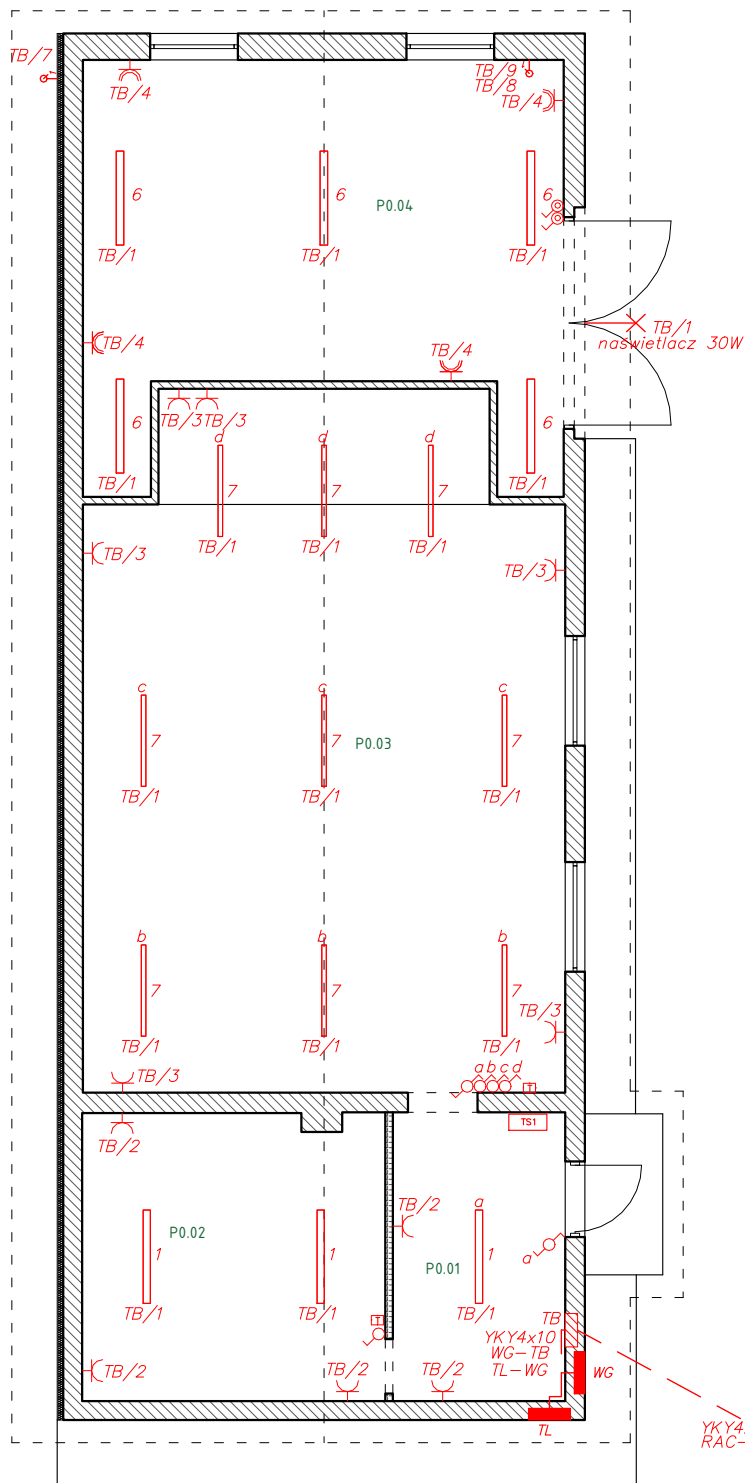 TB/7
TB/4
TB/9
TB/8
TB/4
6
6
6
P0.04
TB/1
TB/1
TB/1
TB/1
naświetlacz 30W
TB/4
TB/4
TB/3
TB/3
6
6
d
d
d
7
7
7
TB/1
TB/1
TB/1
TB/1
TB/1
TB/3
TB/3
c
c
c
7
7
7
P0.03
TB/1
TB/1
TB/1
b
b
b
7
7
7
TB/3
TB/1
TB/1
TB/1
TB/3
a b c d
T
TB/2
TS1
TB/2
a
P0.02
1
1
1
a
P0.01
TB/1
TB/1
TB/1
T
TB
YKY4x10
WG-TB
TL-WG
WG
TB/2
TB/2
TB/2
TL
YKY4
RAC-